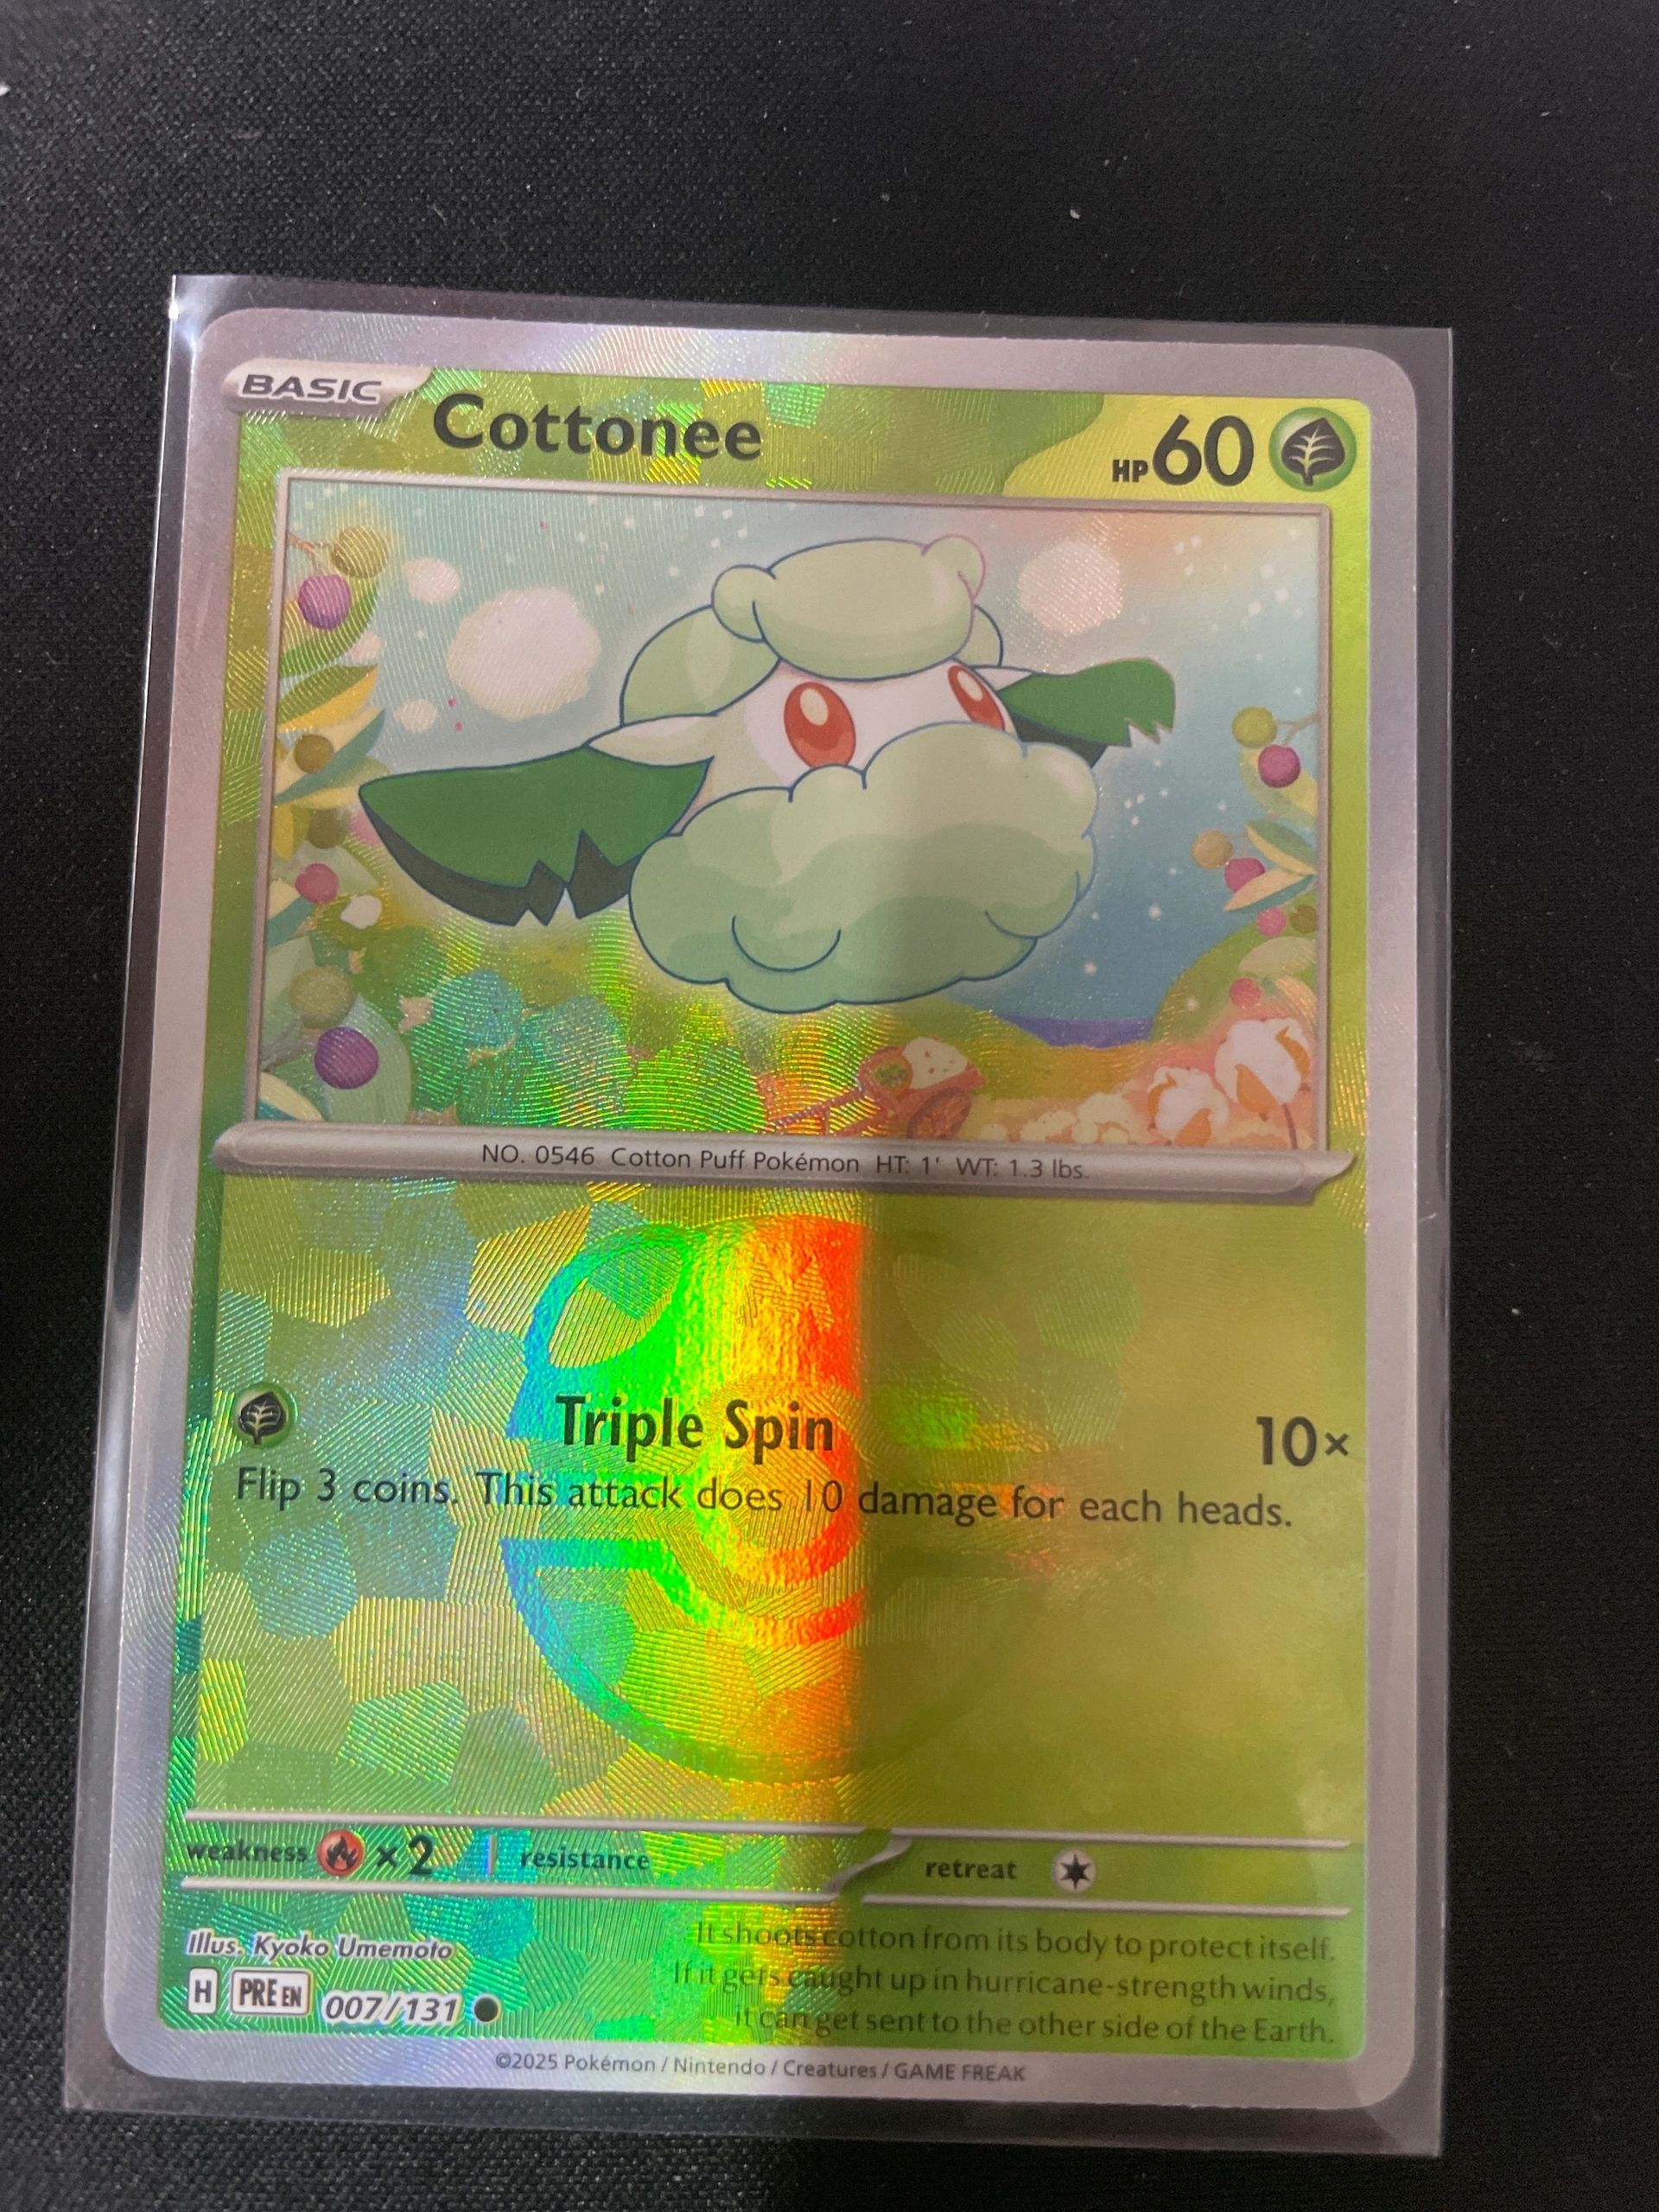 BASIC
Cottonee
HP 60
NO. 0546 Cotton Puff Pokémon HT: 1' WT: 1.3 lbs.
Triple Spin 10×
Flip 3 coins. This attack does 10 damage for each heads.
weakness ×2 resistance retreat
Illus. Kyoko Umemoto
H PRE EN 007/131
It shoots cotton from its body to protect itself.
If it gets caught up in hurricane-strength winds,
it can get sent to the other side of the Earth.
©2025 Pokémon / Nintendo / Creatures / GAME FREAK